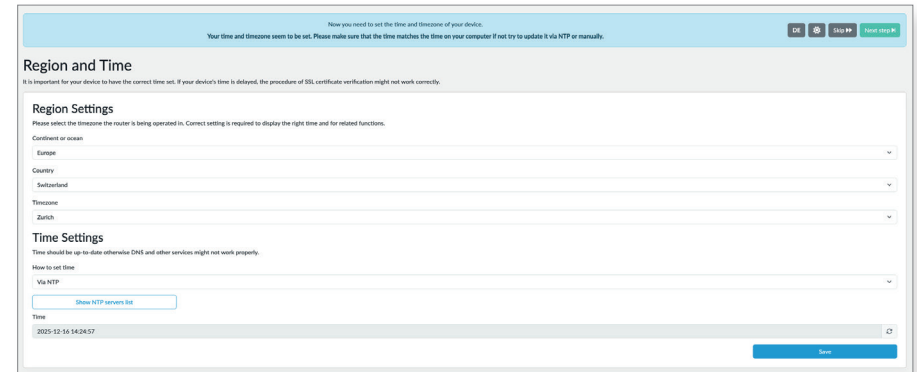 Now you need to set the time and timezone of your device.
Your time and timezone seem to be set. Please make sure that the time matches the time on your computer if not try to update it via NTP or manually.
DE
Skip
Next step
Region and Time
It is important for your device to have the correct time set. If your device's time is delayed, the procedure of SSL certificate verification might not work correctly.
Region Settings
Please select the timezone the router is being operated in. Correct setting is required to display the right time and for related functions.
Continent or ocean
Europe
Country
Switzerland
Timezone
Zurich
Time Settings
Time should be up-to-date otherwise DNS and other services might not work properly.
How to set time
Via NTP
Show NTP servers list
Time
2025-12-16 14:24:57
Save